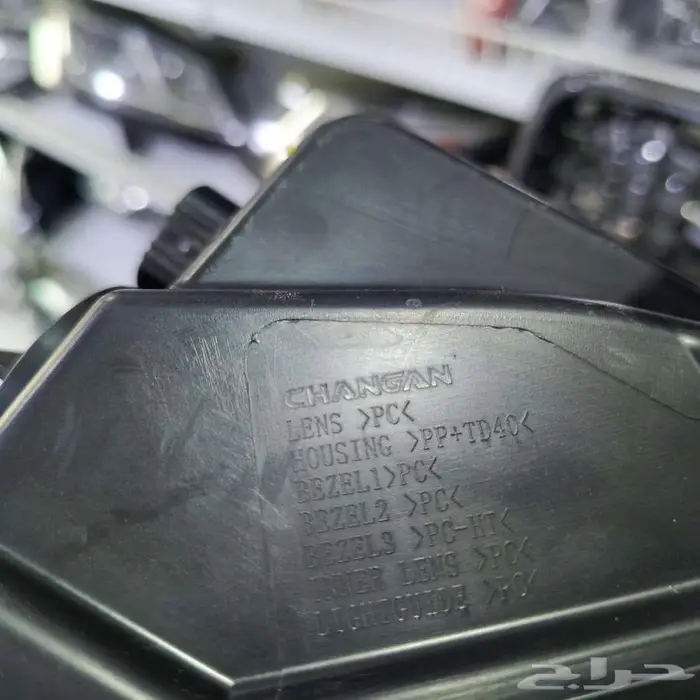 CHANGAN
LENS >PC<
HOUSING >PP+TD40<
BEZEL1>PC<
BEZEL2 >PC<
BEZEL3 >PC-HT<
INNER LENS >PC<
LIGHTGUIDE >PC<
حراج